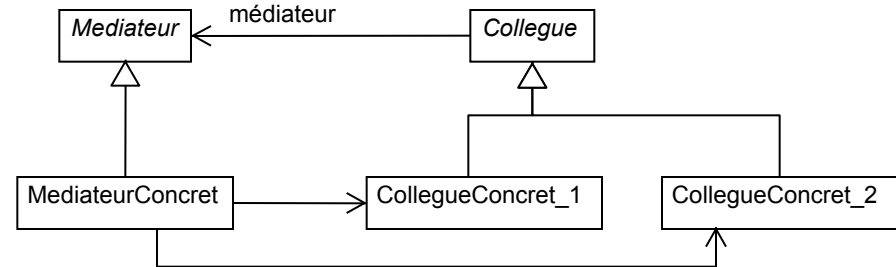 médiateur
Mediateur
Collegue
MediateurConcret
CollegueConcret_1
CollegueConcret_2